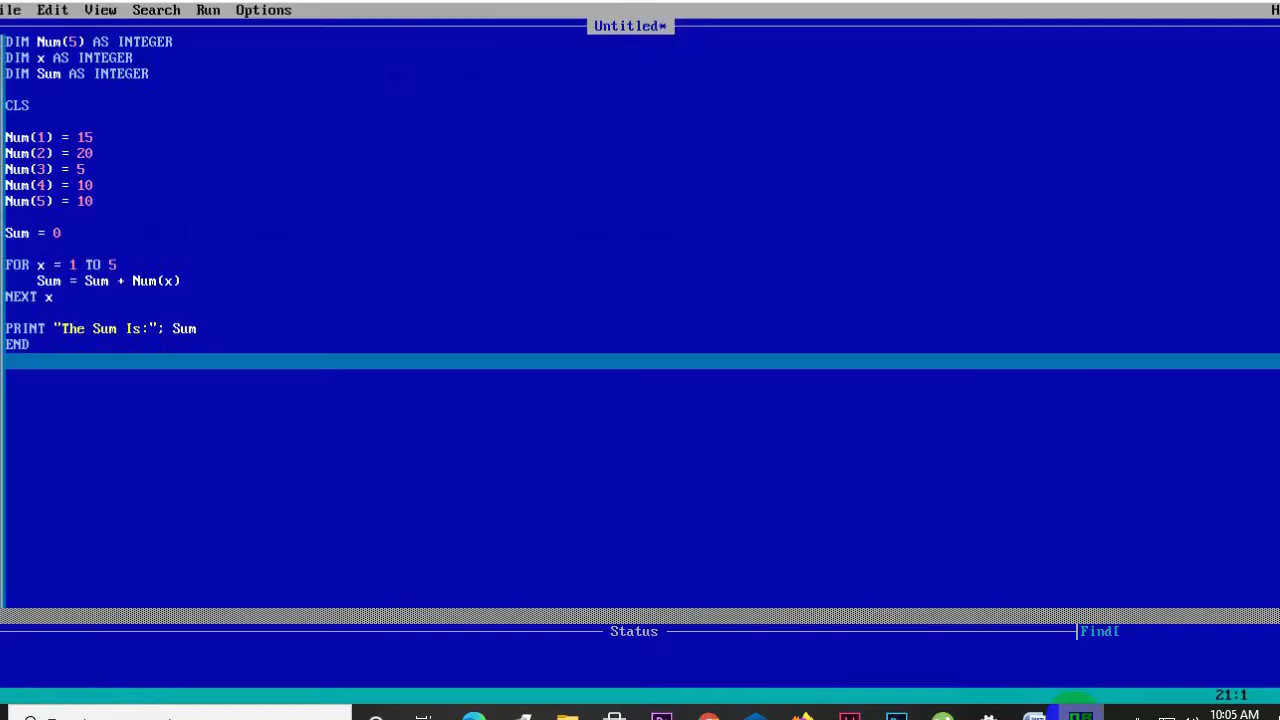 ile Edit View Search Run Options H
Untitled*
DIM Num(5) AS INTEGER
DIM x AS INTEGER
DIM Sum AS INTEGER
CLS
Num(1) = 15
Num(2) = 20
Num(3) = 5
Num(4) = 10
Num(5) = 10
Sum = 0
FOR x = 1 TO 5
Sum = Sum + Num(x)
NEXT x
PRINT "The Sum Is:"; Sum
END
Status
Find[
21:1
10:05 AM